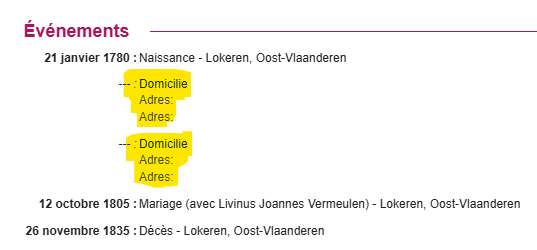 Événements
21 janvier 1780 : Naissance - Lokeren, Oost-Vlaanderen
--- : Domicilie
Adres:
Adres:
--- : Domicilie
Adres:
Adres:
12 octobre 1805 : Mariage (avec Livinus Joannes Vermeulen) - Lokeren, Oost-Vlaanderen
26 novembre 1835 : Décès - Lokeren, Oost-Vlaanderen